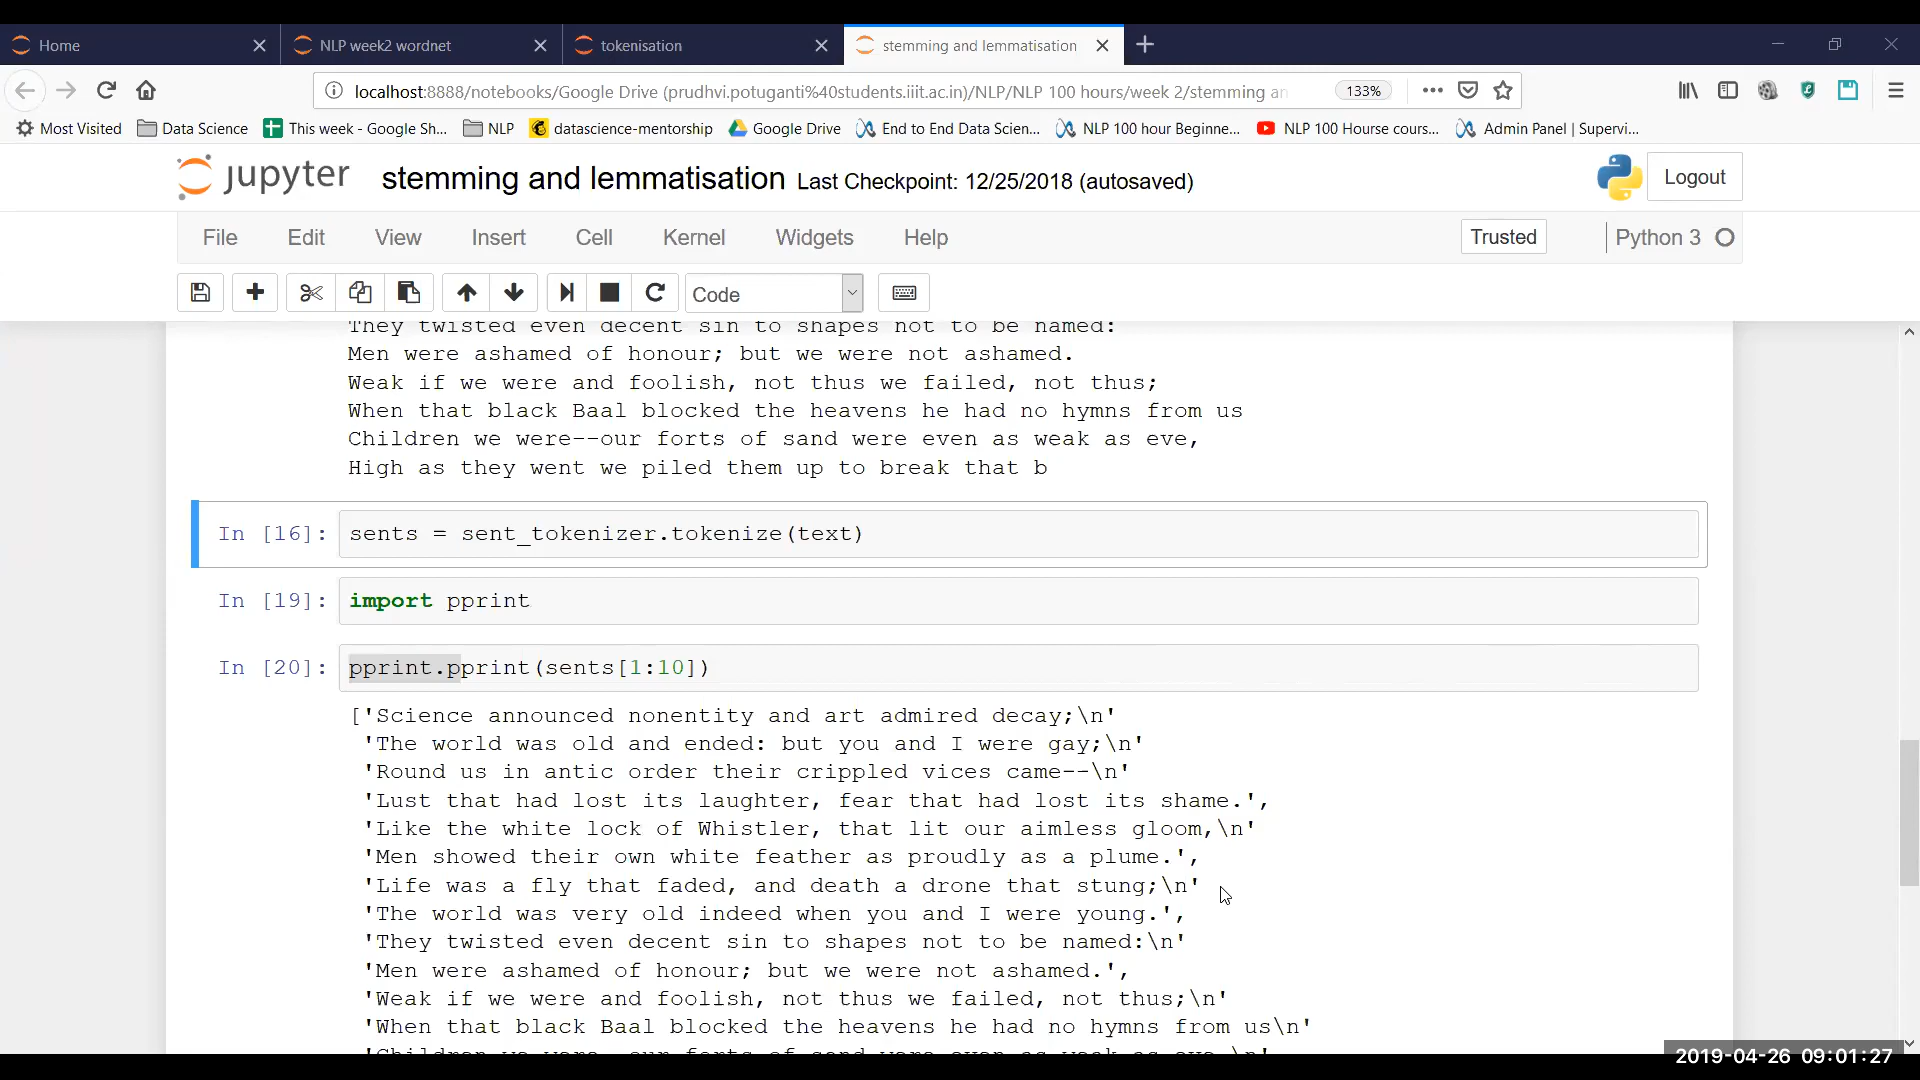 Home
NLP week2 wordnet
tokenisation
stemming and lemmatisation
localhost:8888/notebooks/Google Drive (prudhvi.potuganti%40students.iiit.ac.in)/NLP/NLP 100 hours/week 2/stemming an
133%
Most Visited
Data Science
This week - Google Sh...
NLP
datascience-mentorship
Google Drive
End to End Data Scien...
NLP 100 hour Beginne...
NLP 100 Hourse cours...
Admin Panel | Supervi...
jupyter stemming and lemmatisation Last Checkpoint: 12/25/2018 (autosaved)
Logout
File Edit View Insert Cell Kernel Widgets Help
Trusted
Python 3
Code
They twisted even decent sin to shapes not to be named:
Men were ashamed of honour; but we were not ashamed.
Weak if we were and foolish, not thus we failed, not thus;
When that black Baal blocked the heavens he had no hymns from us
Children we were--our forts of sand were even as weak as eve,
High as they went we piled them up to break that b
In [16]: sents = sent_tokenizer.tokenize(text)
In [19]: import pprint
In [20]: pprint.pprint(sents[1:10])
['Science announced nonentity and art admired decay;\n'
'The world was old and ended: but you and I were gay;\n'
'Round us in antic order their crippled vices came--\n'
'Lust that had lost its laughter, fear that had lost its shame.',
'Like the white lock of Whistler, that lit our aimless gloom,\n'
'Men showed their own white feather as proudly as a plume.',
'Life was a fly that faded, and death a drone that stung;\n'
'The world was very old indeed when you and I were young.',
'They twisted even decent sin to shapes not to be named:\n'
'Men were ashamed of honour; but we were not ashamed.',
'Weak if we were and foolish, not thus we failed, not thus;\n'
'When that black Baal blocked the heavens he had no hymns from us\n'
'Children we were--our forts of sand were even as weak as eve,\n'
2019-04-26 09:01:27